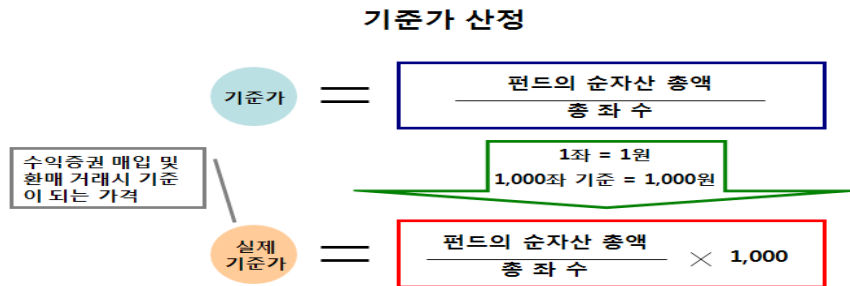 기준가 산정
기준가
펀드의 순자산 총액
총 좌 수
수익증권 매입 및
환매 거래시 기준
이 되는 가격
1좌 = 1원
1,000좌 기준 = 1,000원
실제
기준가
펀드의 순자산 총액
총 좌 수
× 1,000